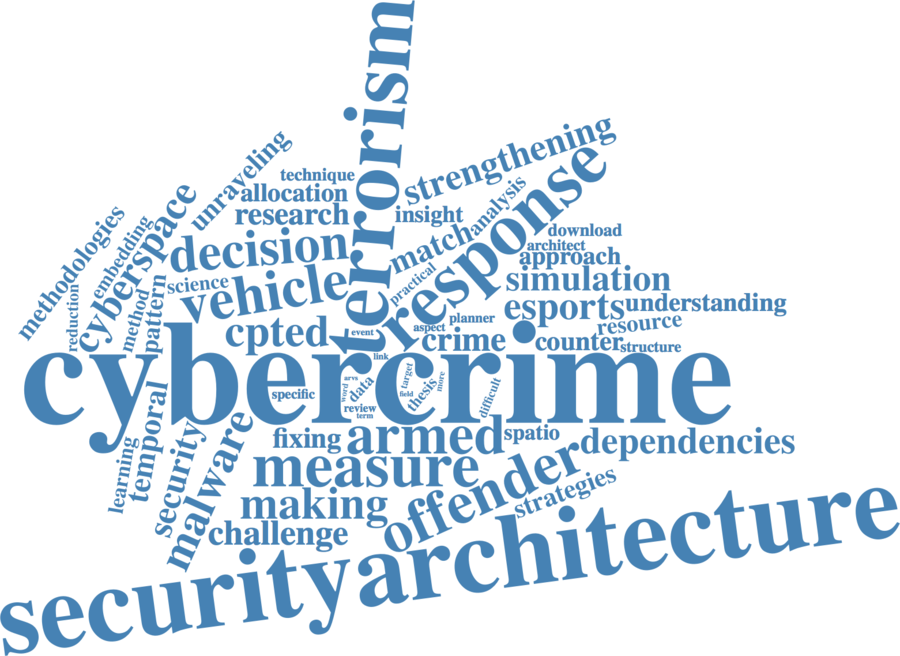 terrorism
strengthening
unraveling
response
technique
analysis
allocation
cyberspace
research
insight
match
methodologies
embedding
download
decision
architect
approach
science
practical
simulation
vehicle
method
pattern
reduction
esports
understanding
planner
resource
cpted
event
aspect
crime
counter
structure
link
cybercrime
target
arvs
data
word
more
field
thesis
difficult
specific
review
term
temporal
learning
security
malware
fixing
armed
spatio
dependencies
measure
offender
making
strategies
challenge
securityarchitecture